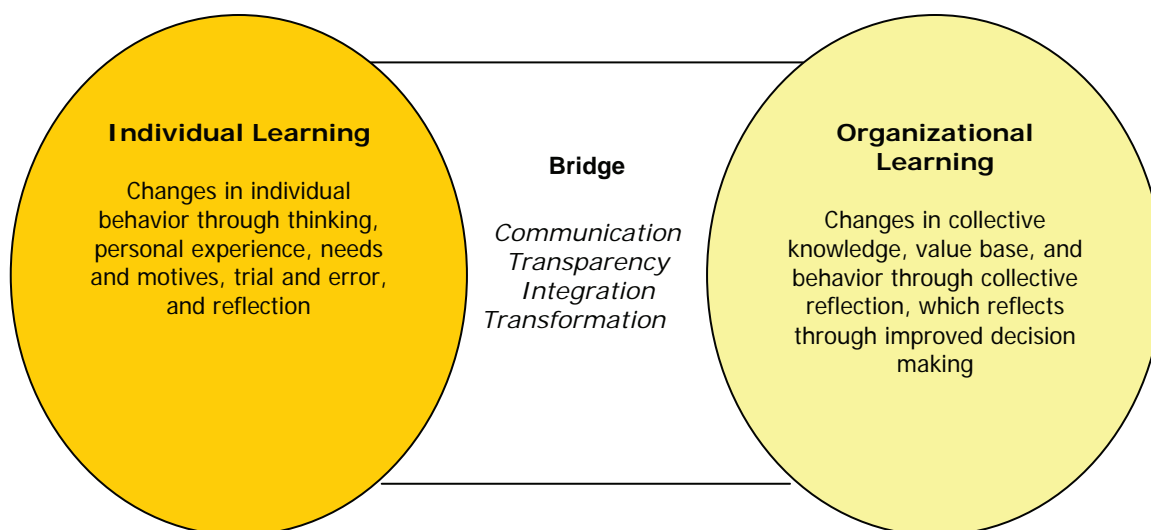 Individual Learning
Changes in individual
behavior through thinking,
personal experience, needs
and motives, trial and error,
and reflection
Bridge
Communication
Transparency
Integration
Transformation
Organizational
Learning
Changes in collective
knowledge, value base, and
behavior through collective
reflection, which reflects
through improved decision
making